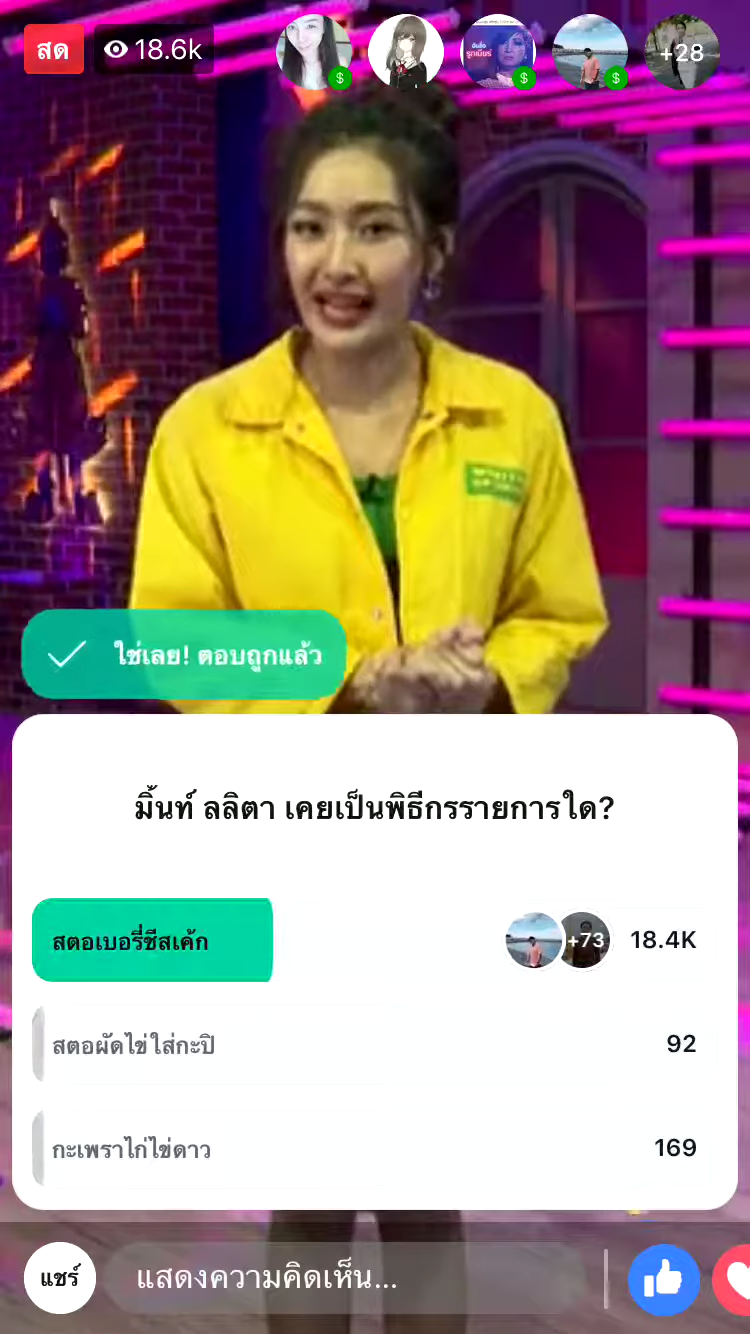 สด
18.6k
+28
ใช่เลย! ตอบถูกแล้ว
มิ้นท์ ลลิตา เคยเป็นพิธีกรรายการใด?
สตอเบอรี่ชีสเค้ก
+73
18.4K
สตอผัดไข่ใส่กะปิ
92
กะเพราไก่ไข่ดาว
169
แชร์
แสดงความคิดเห็น...